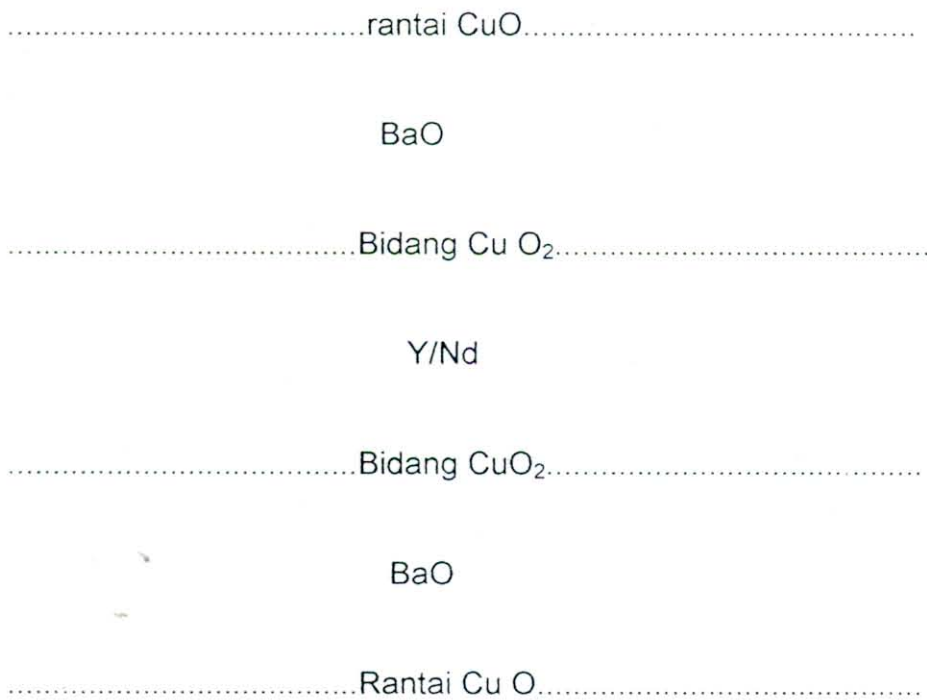 ..................................rantai CuO......................................
BaO
..................................Bidang Cu O₂.....................................
Y/Nd
..................................Bidang CuO₂.....................................
BaO
..................................Rantai Cu O.....................................